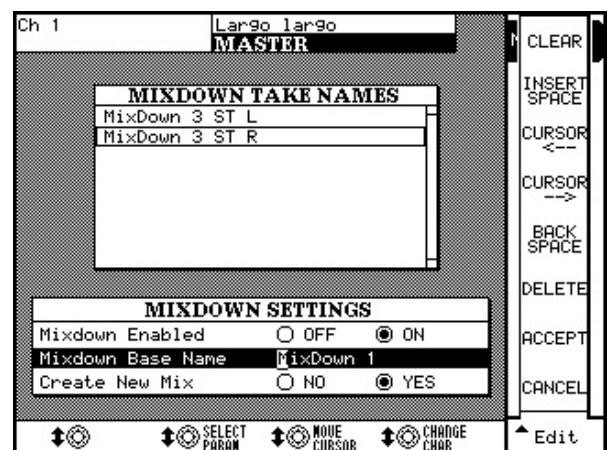 Ch 1
Largo largo
MASTER
MIXDOWN TAKE NAMES
MixDown 3 ST L
MixDown 3 ST R
MIXDOWN SETTINGS
Mixdown Enabled OFF ON
Mixdown Base Name MixDown 1
Create New Mix NO YES
SELECT PARAM
MOVE CURSOR
CHANGE CHAR
CLEAR
INSERT SPACE
CURSOR <--
CURSOR -->
BACK SPACE
DELETE
ACCEPT
CANCEL
Edit